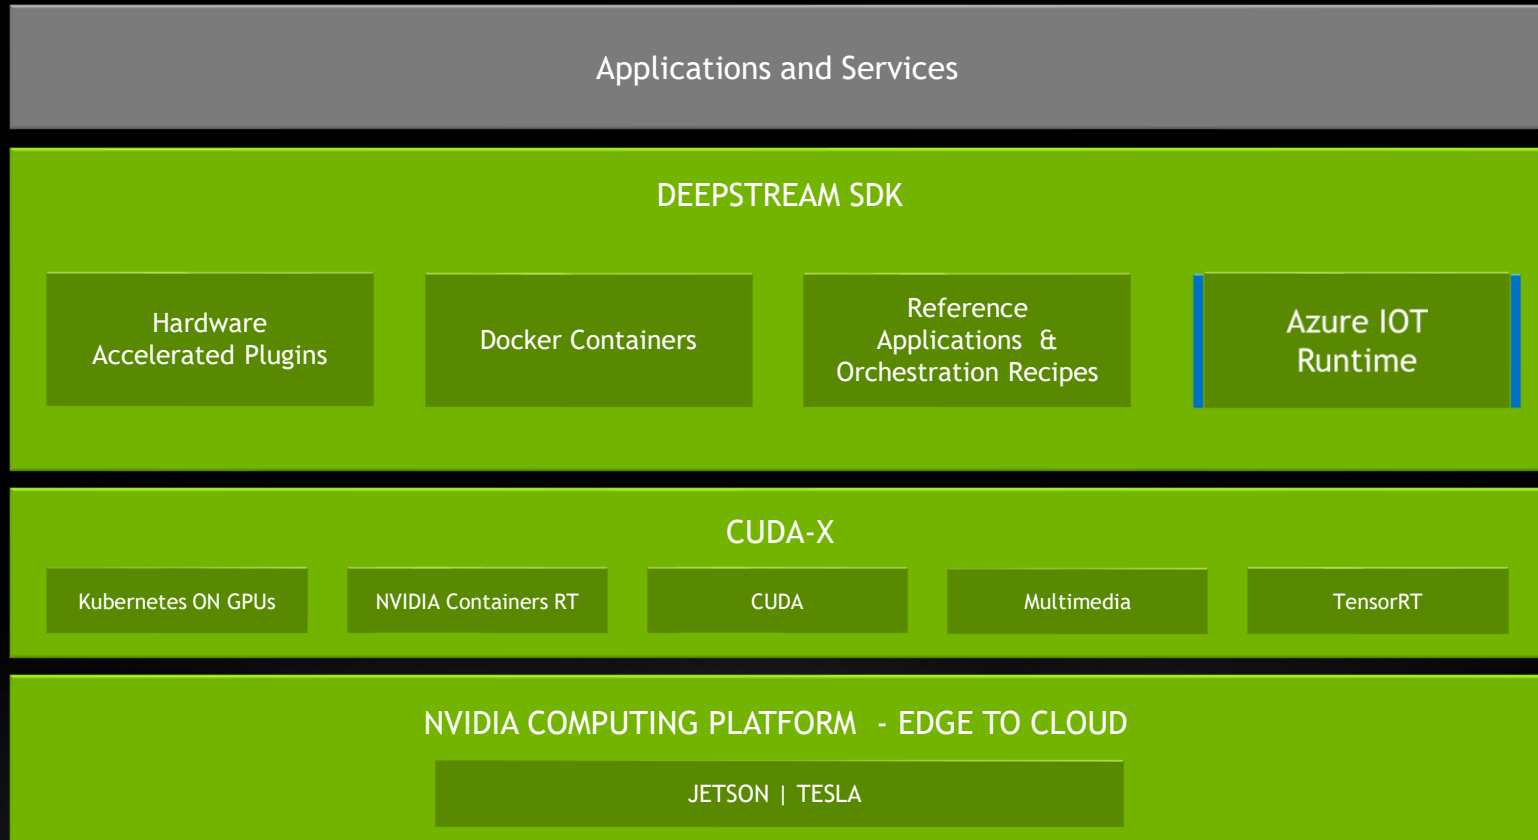 Applications and Services
DEEPSTREAM SDK
Hardware
Accelerated Plugins
Docker Containers
Reference
Applications &
Orchestration Recipes
Azure IOT
Runtime
CUDA-X
Kubernetes ON GPUs
NVIDIA Containers RT
CUDA
Multimedia
TensorRT
NVIDIA COMPUTING PLATFORM - EDGE TO CLOUD
JETSON | TESLA